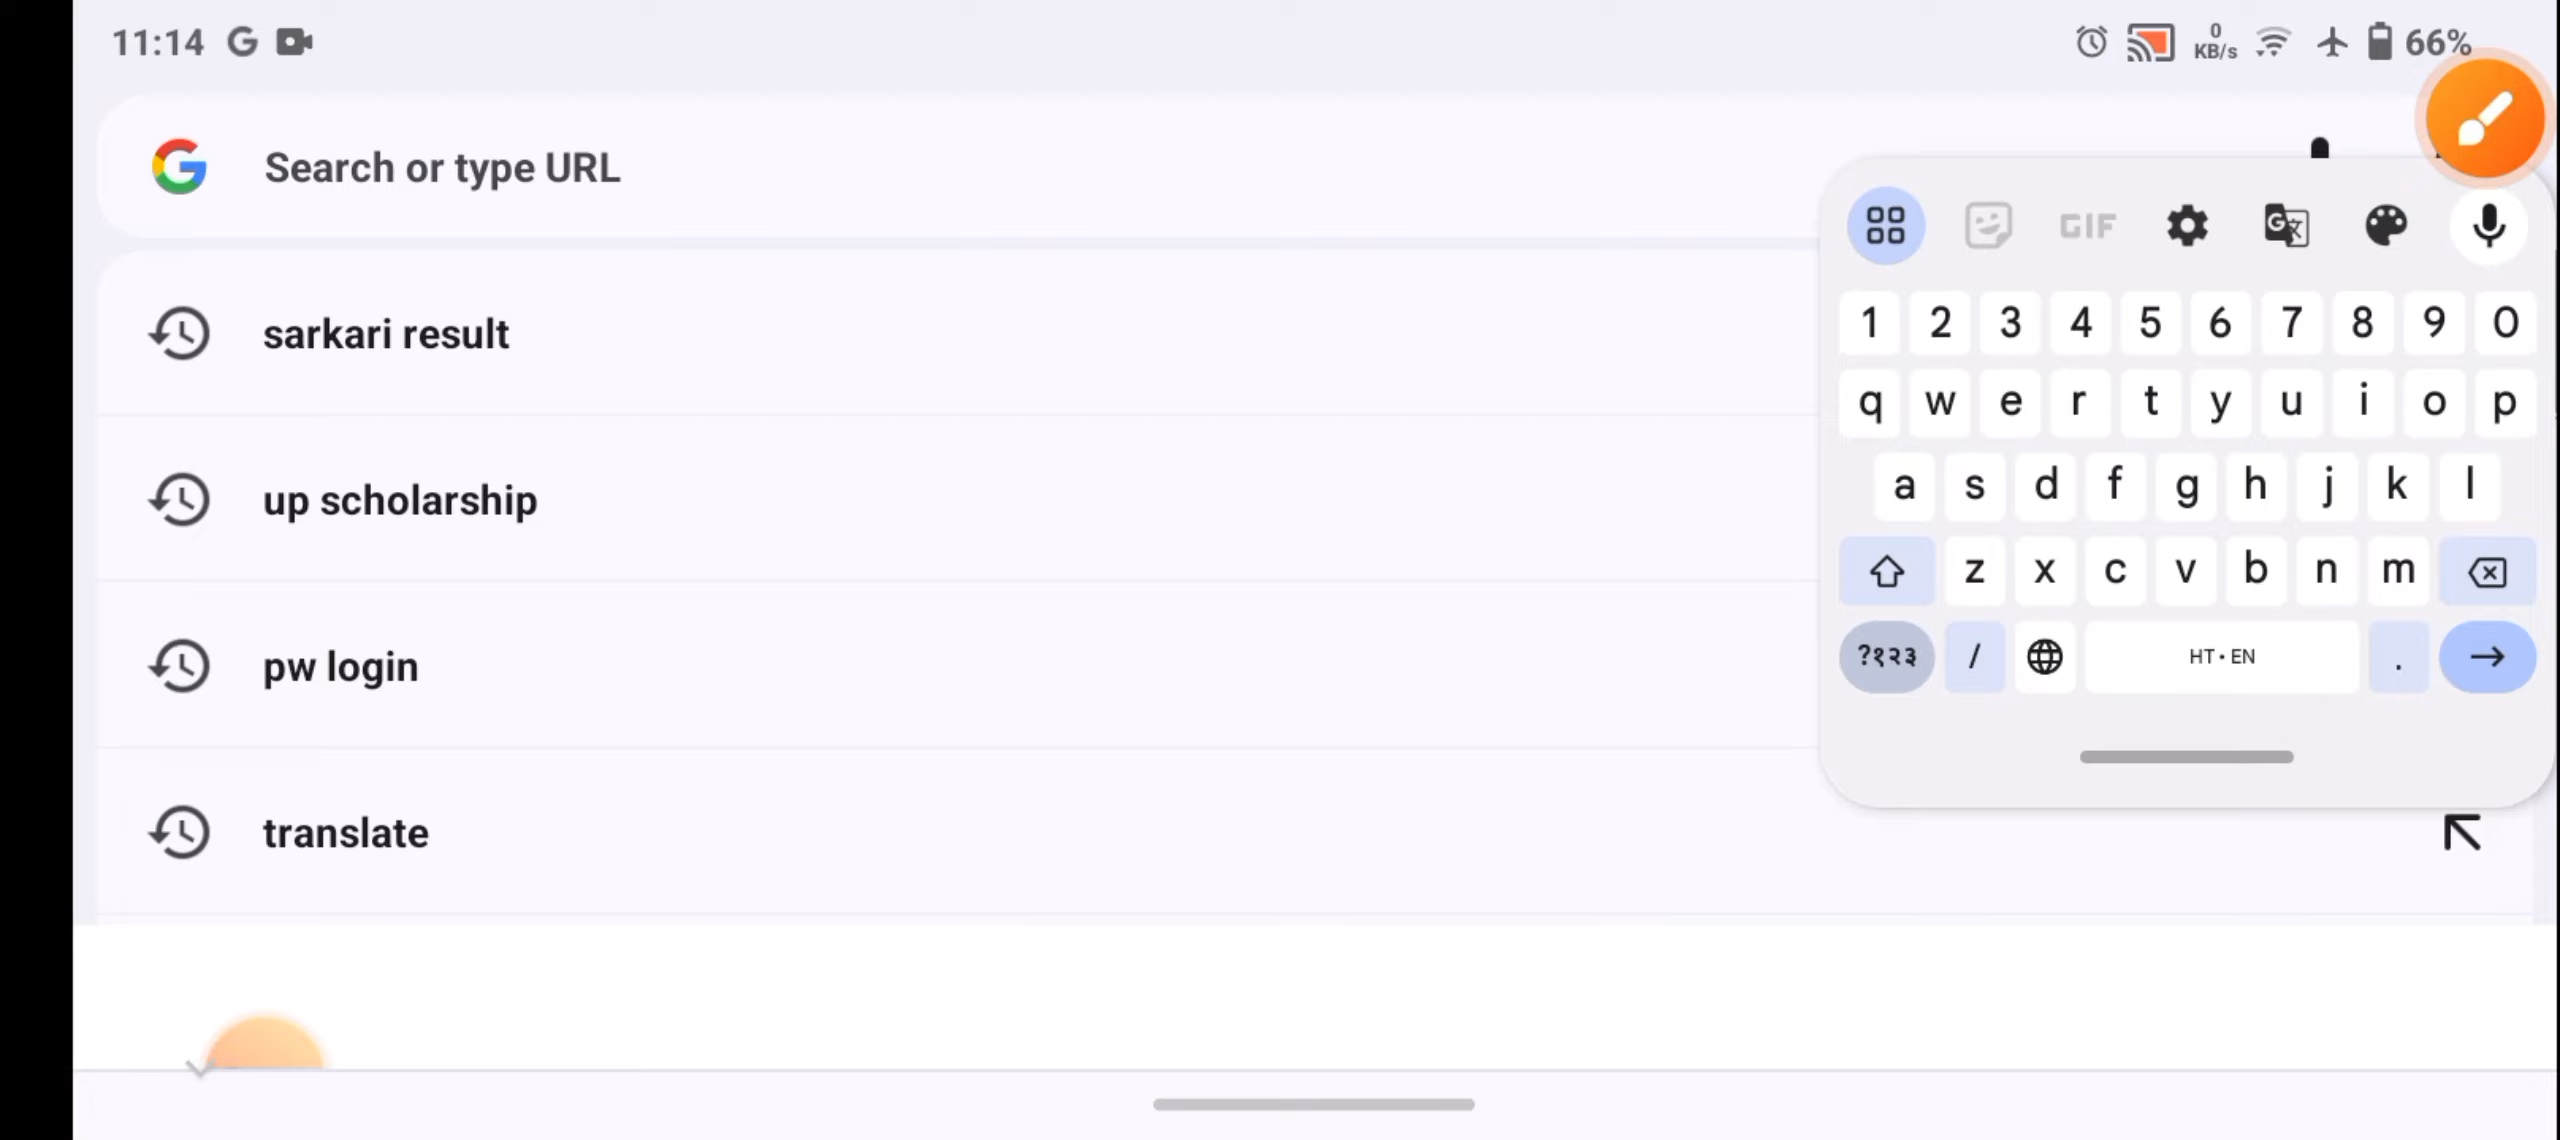 11:14
0
KB/s
66%
Search or type URL
GIF
1 2 3 4 5 6 7 8 9 0
q w e r t y u i o p
a s d f g h j k l
z x c v b n m
?१२३ / HT • EN .
sarkari result
up scholarship
pw login
translate